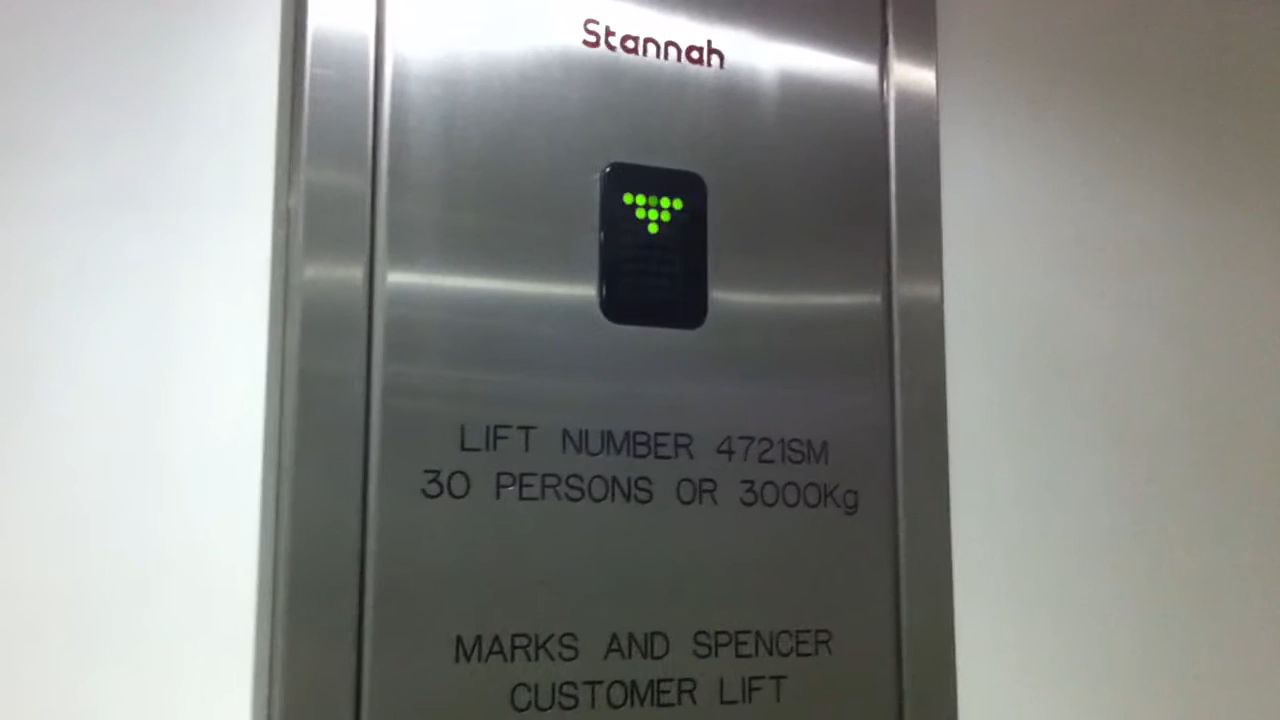 Stannah
LIFT NUMBER 4721SM
30 PERSONS OR 3000Kg
MARKS AND SPENCER
CUSTOMER LIFT